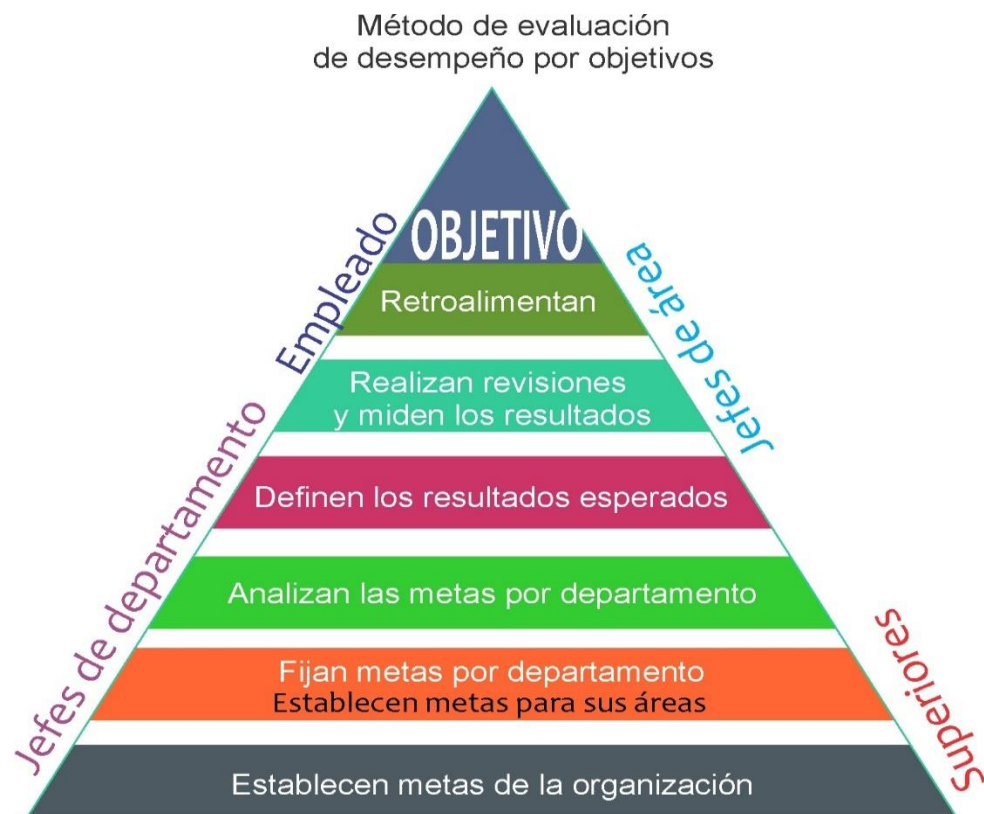 Método de evaluación
de desempeño por objetivos
OBJETIVO
Retroalimentan
Realizan revisiones
y miden los resultados
Definen los resultados esperados
Analizan las metas por departamento
Fijan metas por departamento
Establecen metas para sus áreas
Establecen metas de la organización
Empleado
Jefes de departamento
Jefes de área
Superiores